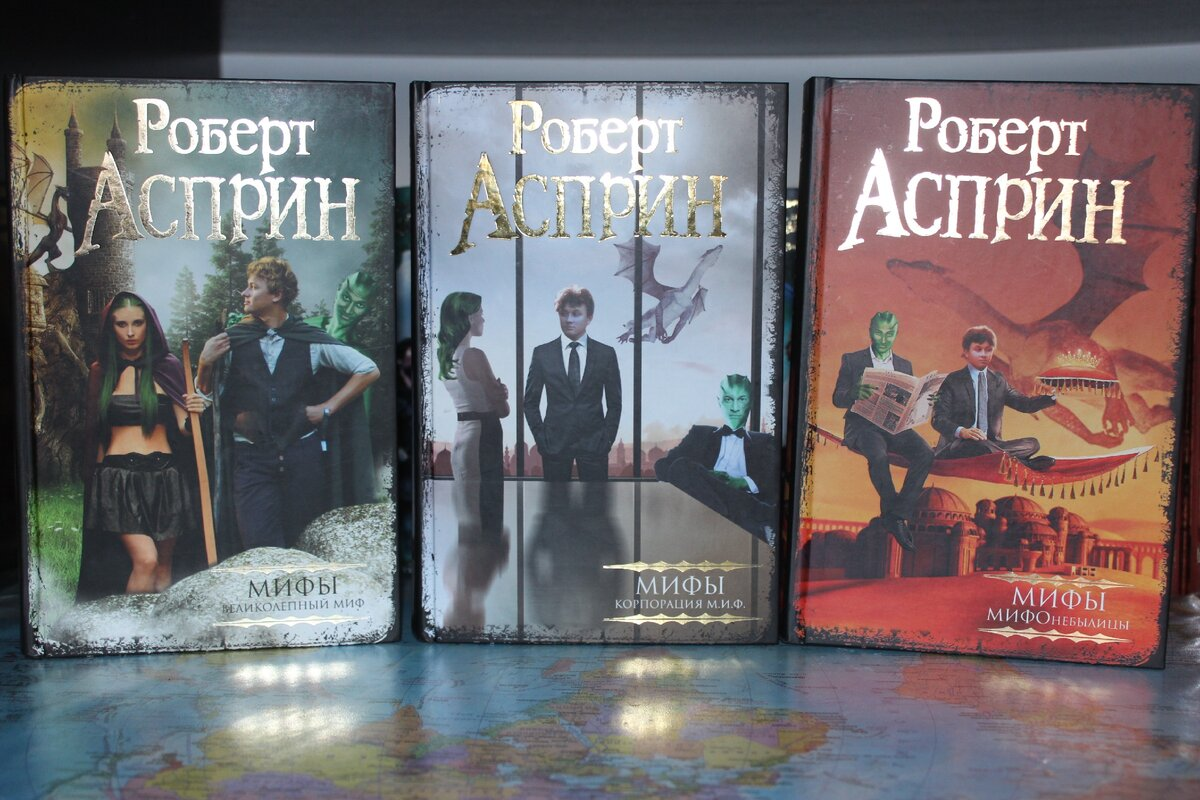 Роберт
Асприн
МИФЫ
ВЕЛИКОЛЕПНЫЙ МИФ
Роберт
Асприн
МИФЫ
КОРПОРАЦИЯ М.И.Ф.
Роберт
Асприн
МИФЫ
МИФОНЕБЫЛИЦЫ